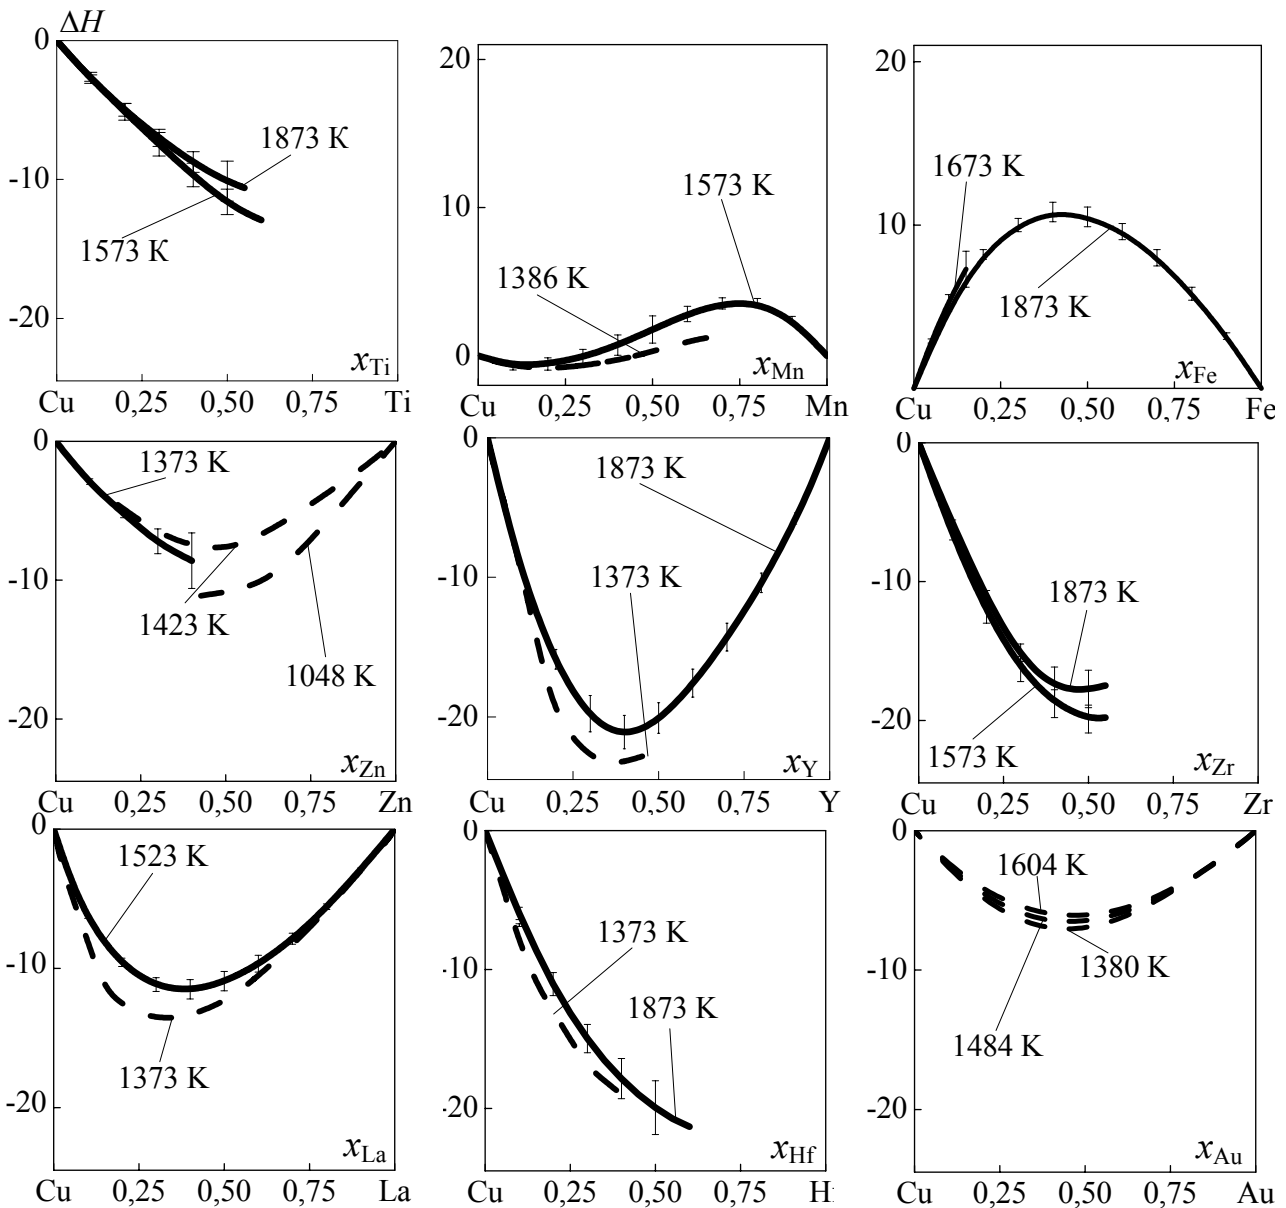 ΔH
0
-10
-20
1873 K
1573 K
x_Ti
Cu 0,25 0,50 0,75 Ti
20
10
0
1573 K
1386 K
x_Mn
Cu 0,25 0,50 0,75 Mn
20
10
1673 K
1873 K
x_Fe
Cu 0,25 0,50 0,75 Fe
0
-10
-20
1373 K
1423 K
1048 K
x_Zn
Cu 0,25 0,50 0,75 Zn
0
-10
-20
1873 K
1373 K
x_Y
Cu 0,25 0,50 0,75 Y
0
-10
-20
1873 K
1573 K
x_Zr
Cu 0,25 0,50 0,75 Zr
0
-10
-20
1523 K
1373 K
x_La
Cu 0,25 0,50 0,75 La
0
-10
-20
1373 K
1873 K
x_Hf
Cu 0,25 0,50 0,75
0
-10
-20
1604 K
1380 K
1484 K
x_Au
Cu 0,25 0,50 0,75 Au